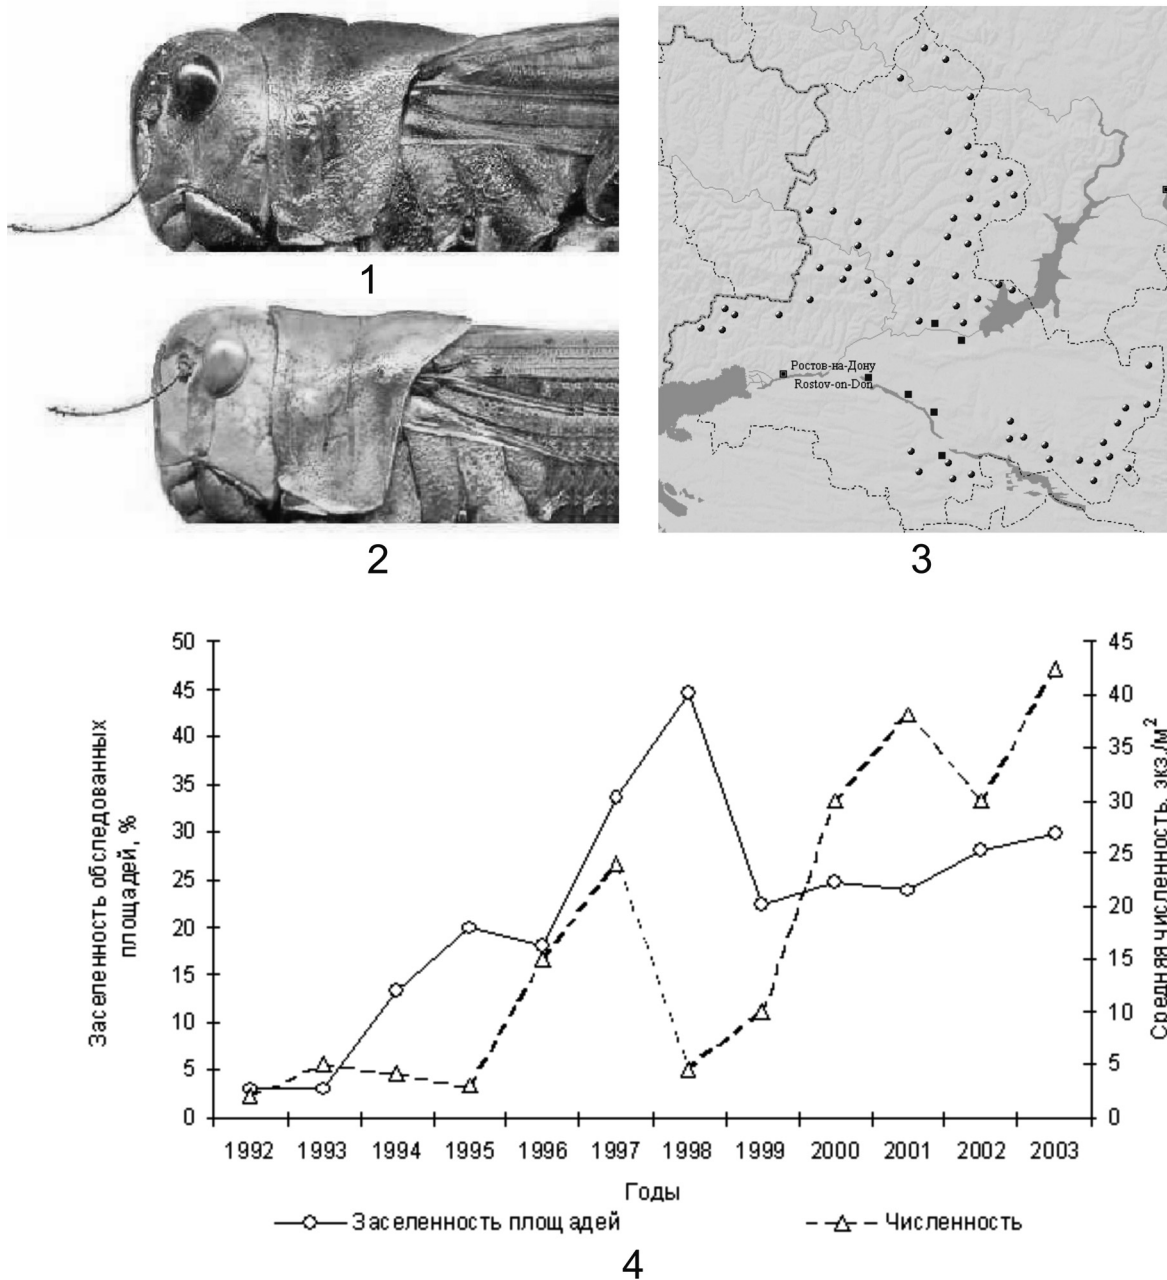 1
2
Ростов-на-Дону
Rostov-on-Don
3
Заселенность обследованных
площадей, %
50
45
40
35
30
25
20
15
10
5
0
45
40
35
30
25
20
15
10
5
0
Средняя численность, экз./м²
1992 1993 1994 1995 1996 1997 1998 1999 2000 2001 2002 2003
Годы
Заселенность площадей
Численность
4